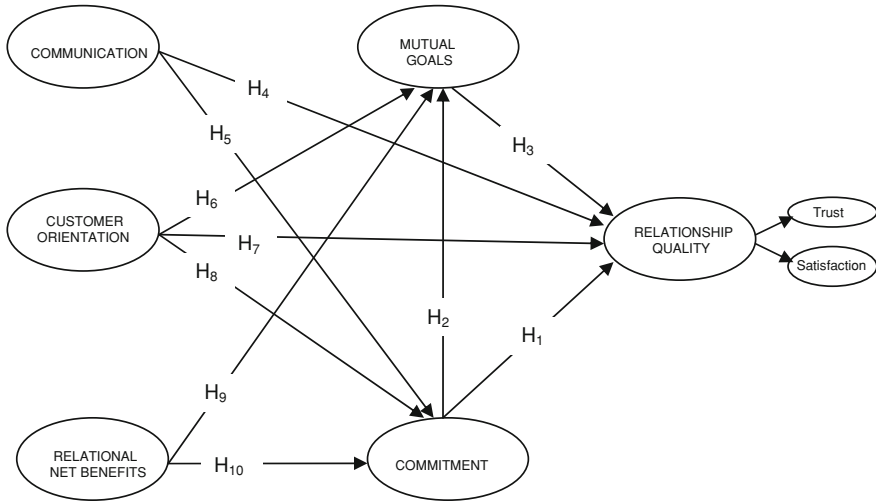 COMMUNICATION
MUTUAL
GOALS
H4
H5
H3
H6
CUSTOMER
ORIENTATION
H7
H8
RELATIONSHIP
QUALITY
Trust
Satisfaction
H2
H1
H9
RELATIONAL
NET BENEFITS
H10
COMMITMENT